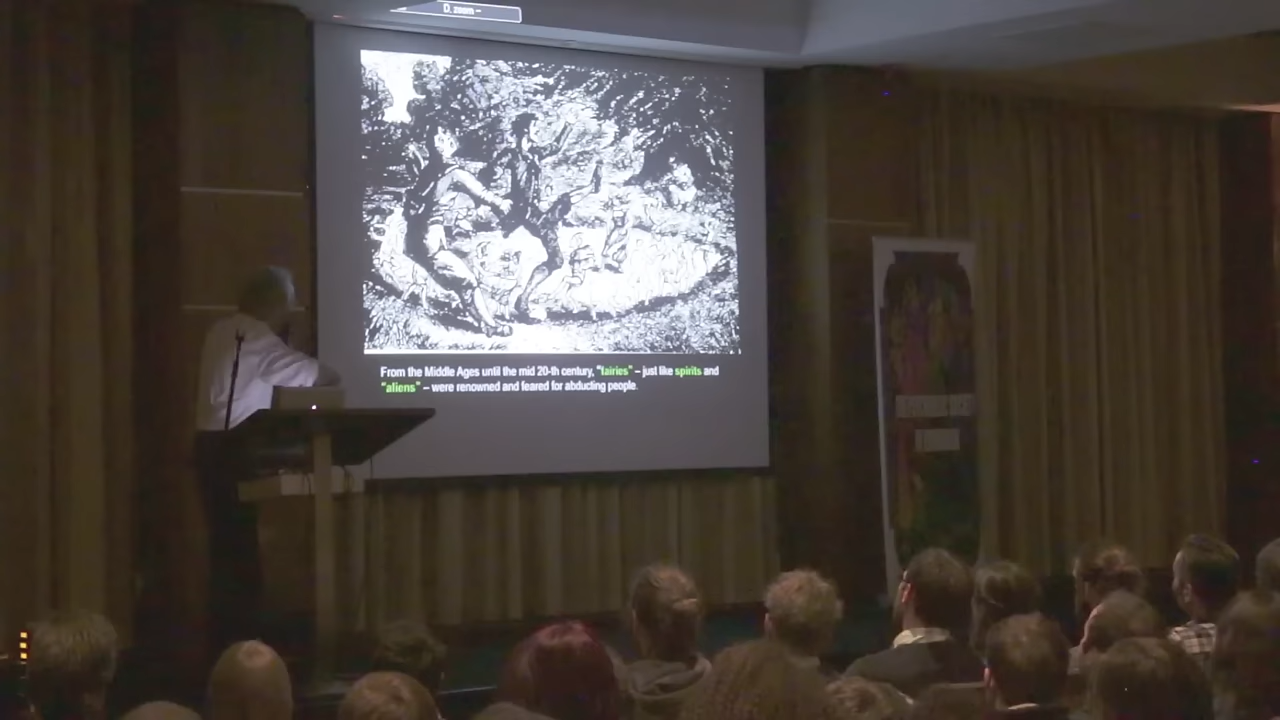 D. zoom –
From the Middle Ages until the mid 20-th century, "fairies" – just like spirits and
"aliens" – were renowned and feared for abducting people.